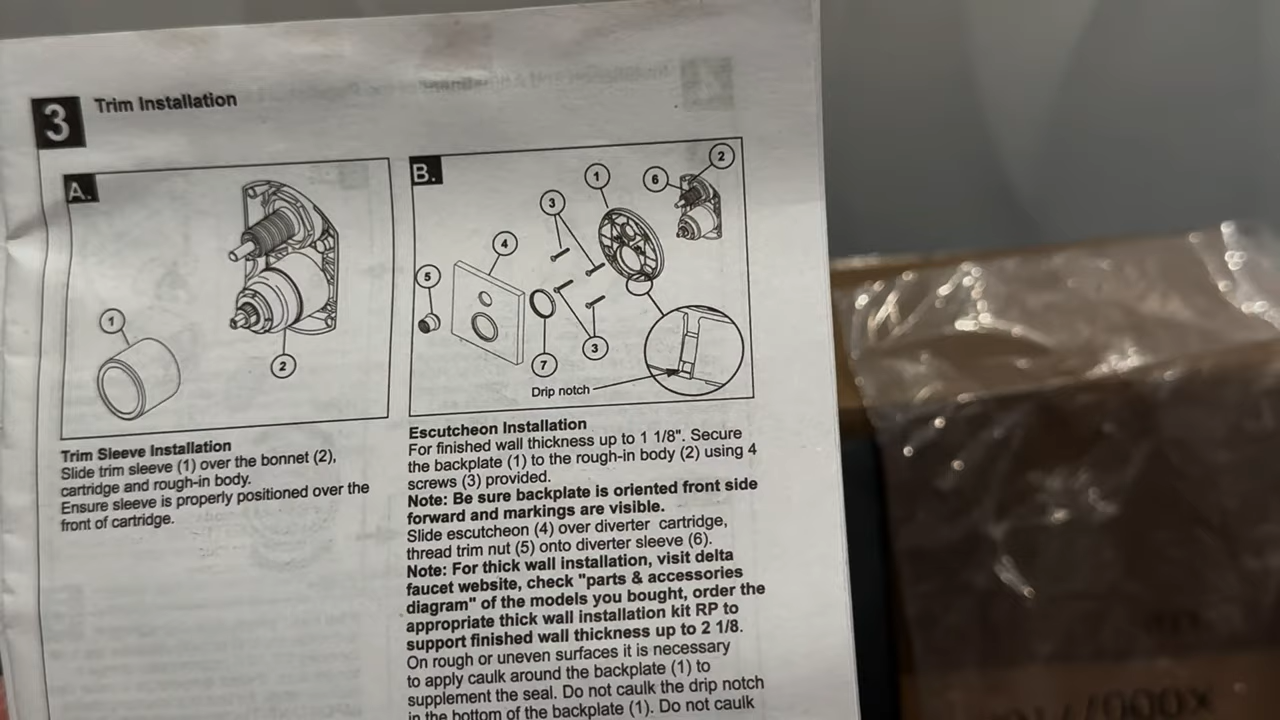 3
Trim Installation
A.
1
2
Trim Sleeve Installation
Slide trim sleeve (1) over the bonnet (2),
cartridge and rough-in body.
Ensure sleeve is properly positioned over the
front of cartridge.
B.
1
2
6
3
4
5
7
3
Drip notch
Escutcheon Installation
For finished wall thickness up to 1 1/8". Secure
the backplate (1) to the rough-in body (2) using 4
screws (3) provided.
Note: Be sure backplate is oriented front side
forward and markings are visible.
Slide escutcheon (4) over diverter cartridge,
thread trim nut (5) onto diverter sleeve (6).
Note: For thick wall installation, visit delta
faucet website, check "parts & accessories
diagram" of the models you bought, order the
appropriate thick wall installation kit RP to
support finished wall thickness up to 2 1/8.
On rough or uneven surfaces it is necessary
to apply caulk around the backplate (1) to
supplement the seal. Do not caulk the drip notch
in the bottom of the backplate (1). Do not caulk